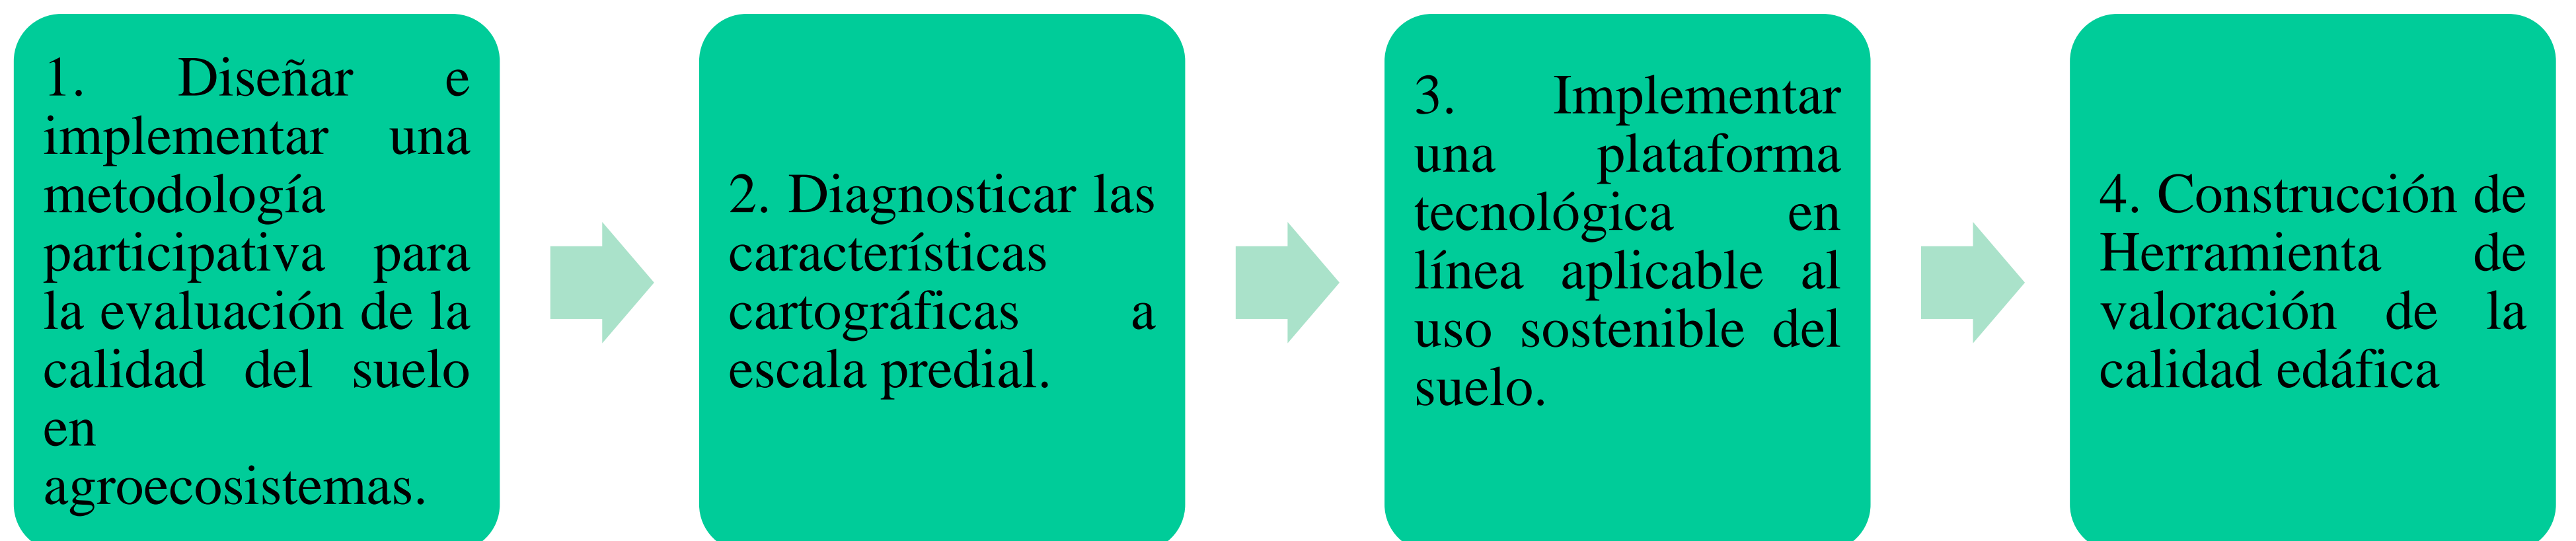 1. Diseñar e
implementar una
metodología
participativa para
la evaluación de la
calidad del suelo
en
agroecosistemas.
2. Diagnosticar las
características
cartográficas a
escala predial.
3. Implementar
una plataforma
tecnológica en
línea aplicable al
uso sostenible del
suelo.
4. Construcción de
Herramienta de
valoración de la
calidad edáfica